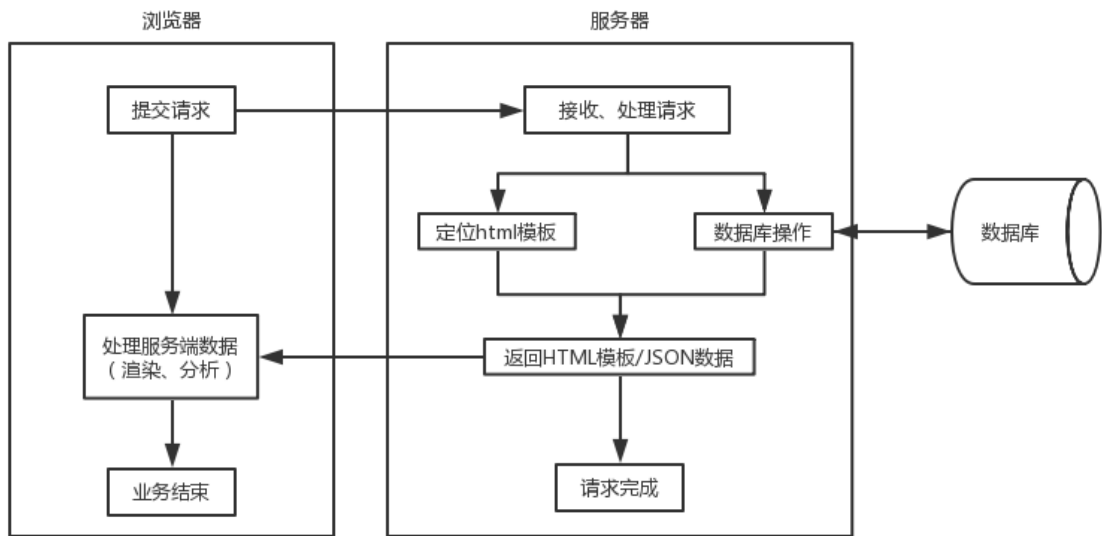 浏览器
服务器
提交请求
接收、处理请求
定位html模板
数据库操作
数据库
处理服务端数据
（渲染、分析）
返回HTML模板/JSON数据
业务结束
请求完成